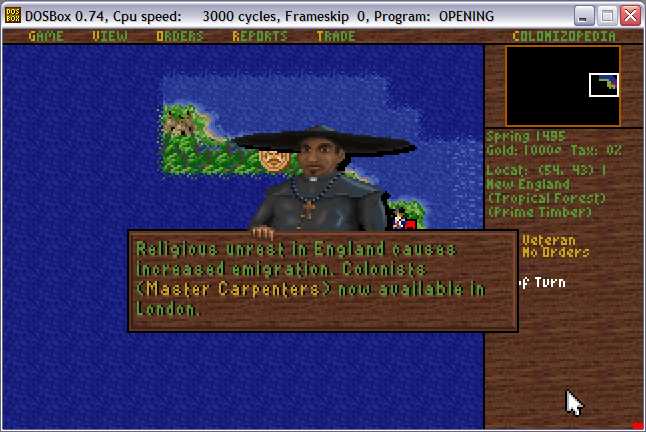 DOSBox 0.74, Cpu speed: 3000 cycles, Frameskip 0, Program: OPENING
GAME VIEW ORDERS REPORTS TRADE COLONIZOPEDIA
Spring 1495
Gold: 1000 Tax: 0%
Locat: (54, 43) 1
New England
(Tropical Forest)
(Prime Timber)
Veteran
No Orders
of Turn
Religious unrest in England causes
increased emigration. Colonists
(Master Carpenters) now available in
London.